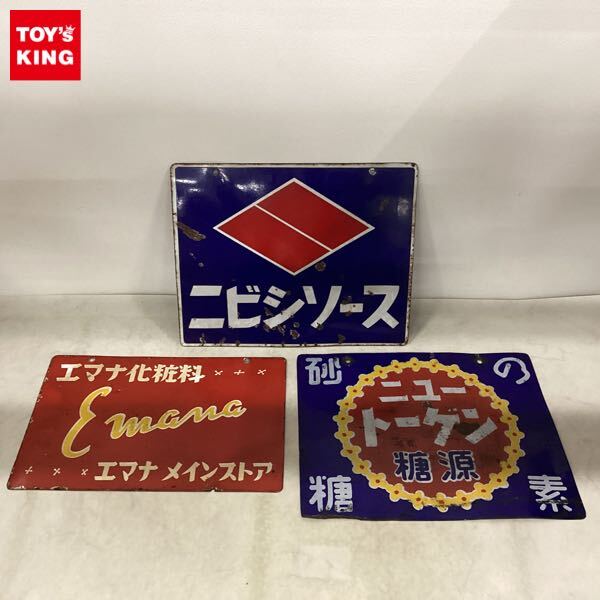 TOY's
KING
ニビシソース
エマナ化粧料
Emana
エマナ メインストア
砂の
ニュー
トーゲン
糖源
糖素